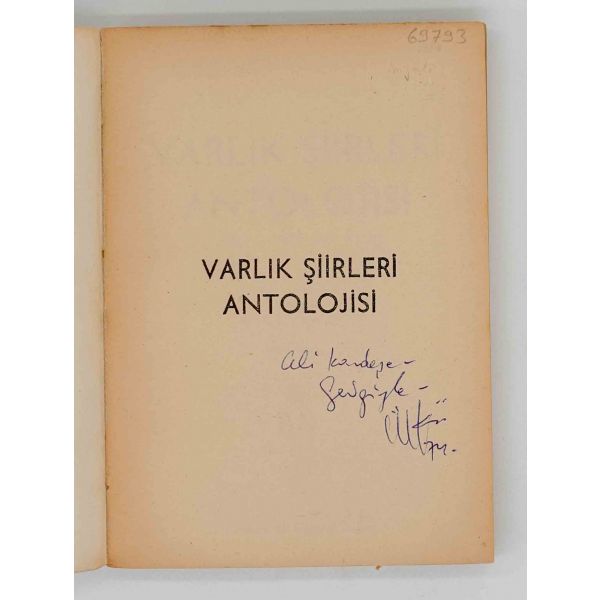 69793
VARLIK ŞİİRLERİ
ANTOLOJİSİ
Ali Kardeşe -
Sevgiyle -